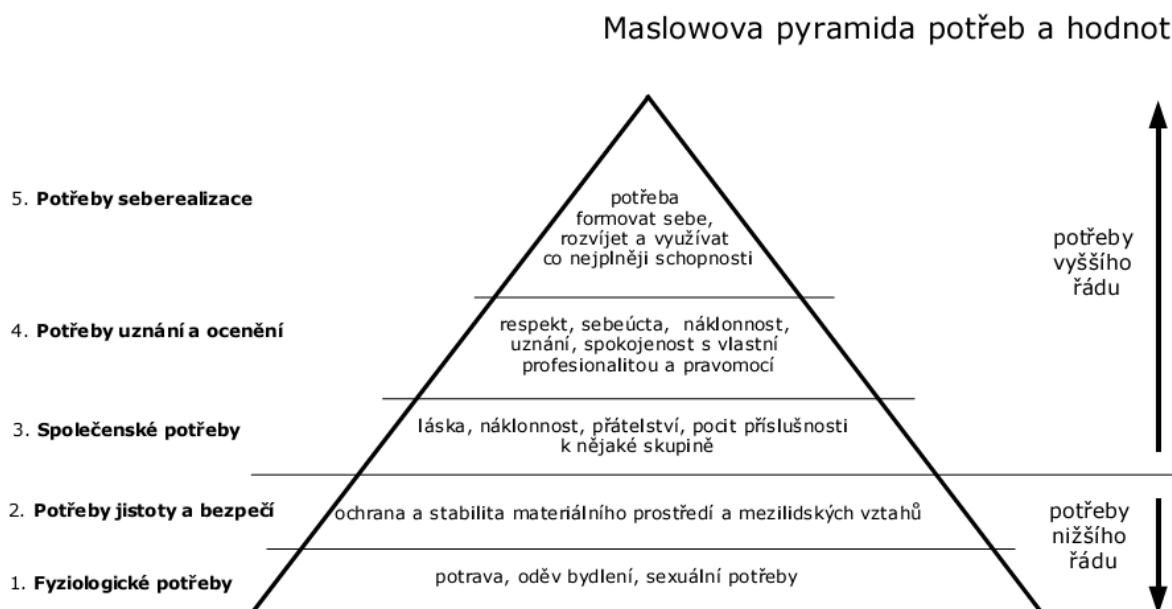 Maslowova pyramida potřeb a hodnot
5. Potřeby seberealizace
potřeba
formovat sebe,
rozvíjet a využívat
co nejplněji schopnosti
potřeby
vyššího
řádu
4. Potřeby uznání a ocenění
respekt, sebeúcta, náklonnost,
uznání, spokojenost s vlastní
profesionalitou a pravomocí
3. Společenské potřeby
láska, náklonnost, přátelství, pocit příslušnosti
k nějaké skupině
2. Potřeby jistoty a bezpečí
ochrana a stabilita materiálního prostředí a mezilidských vztahů
potřeby
nižšího
řádu
1. Fyziologické potřeby
potrava, oděv bydlení, sexuální potřeby